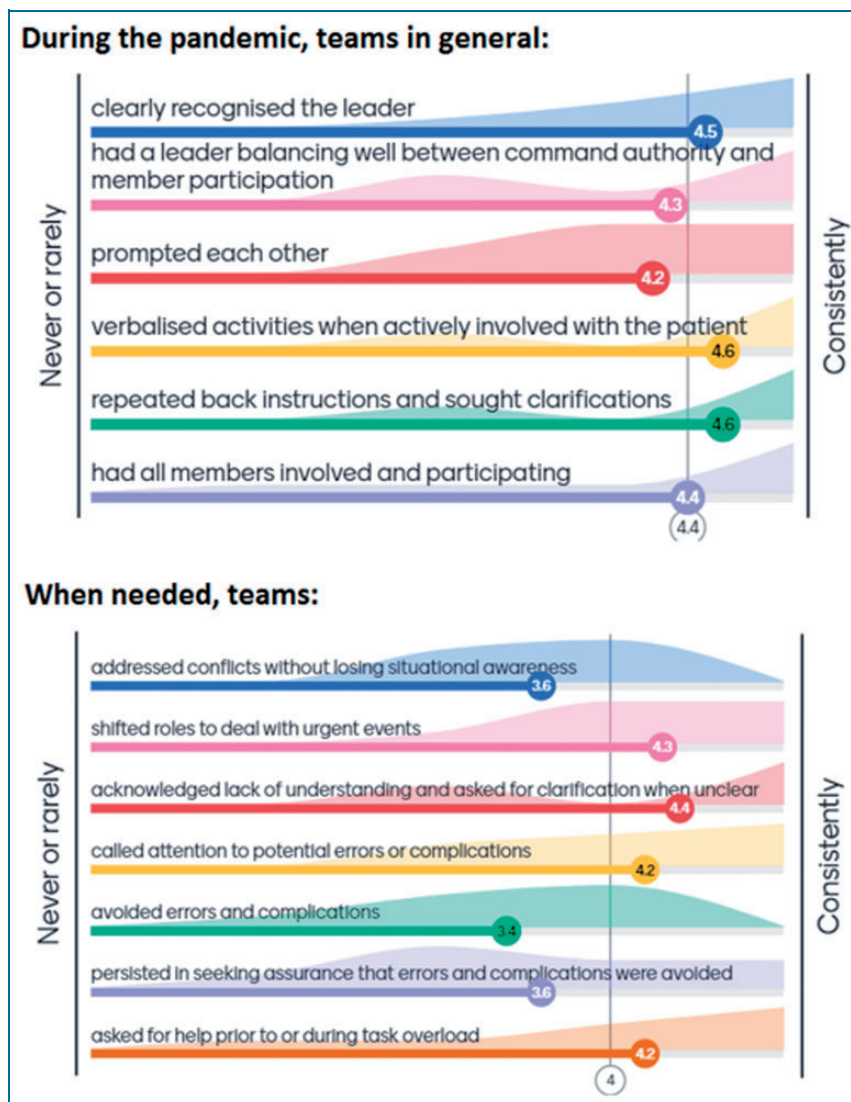 During the pandemic, teams in general:
Never or rarely
clearly recognised the leader
4.5
had a leader balancing well between command authority and
member participation
4.3
prompted each other
4.2
verbalised activities when actively involved with the patient
4.6
repeated back instructions and sought clarifications
4.6
had all members involved and participating
4.4
4.4
Consistently
When needed, teams:
Never or rarely
addressed conflicts without losing situational awareness
3.6
shifted roles to deal with urgent events
4.3
acknowledged lack of understanding and asked for clarification when unclear
4.4
called attention to potential errors or complications
4.2
avoided errors and complications
3.4
persisted in seeking assurance that errors and complications were avoided
3.6
asked for help prior to or during task overload
4.2
4
Consistently